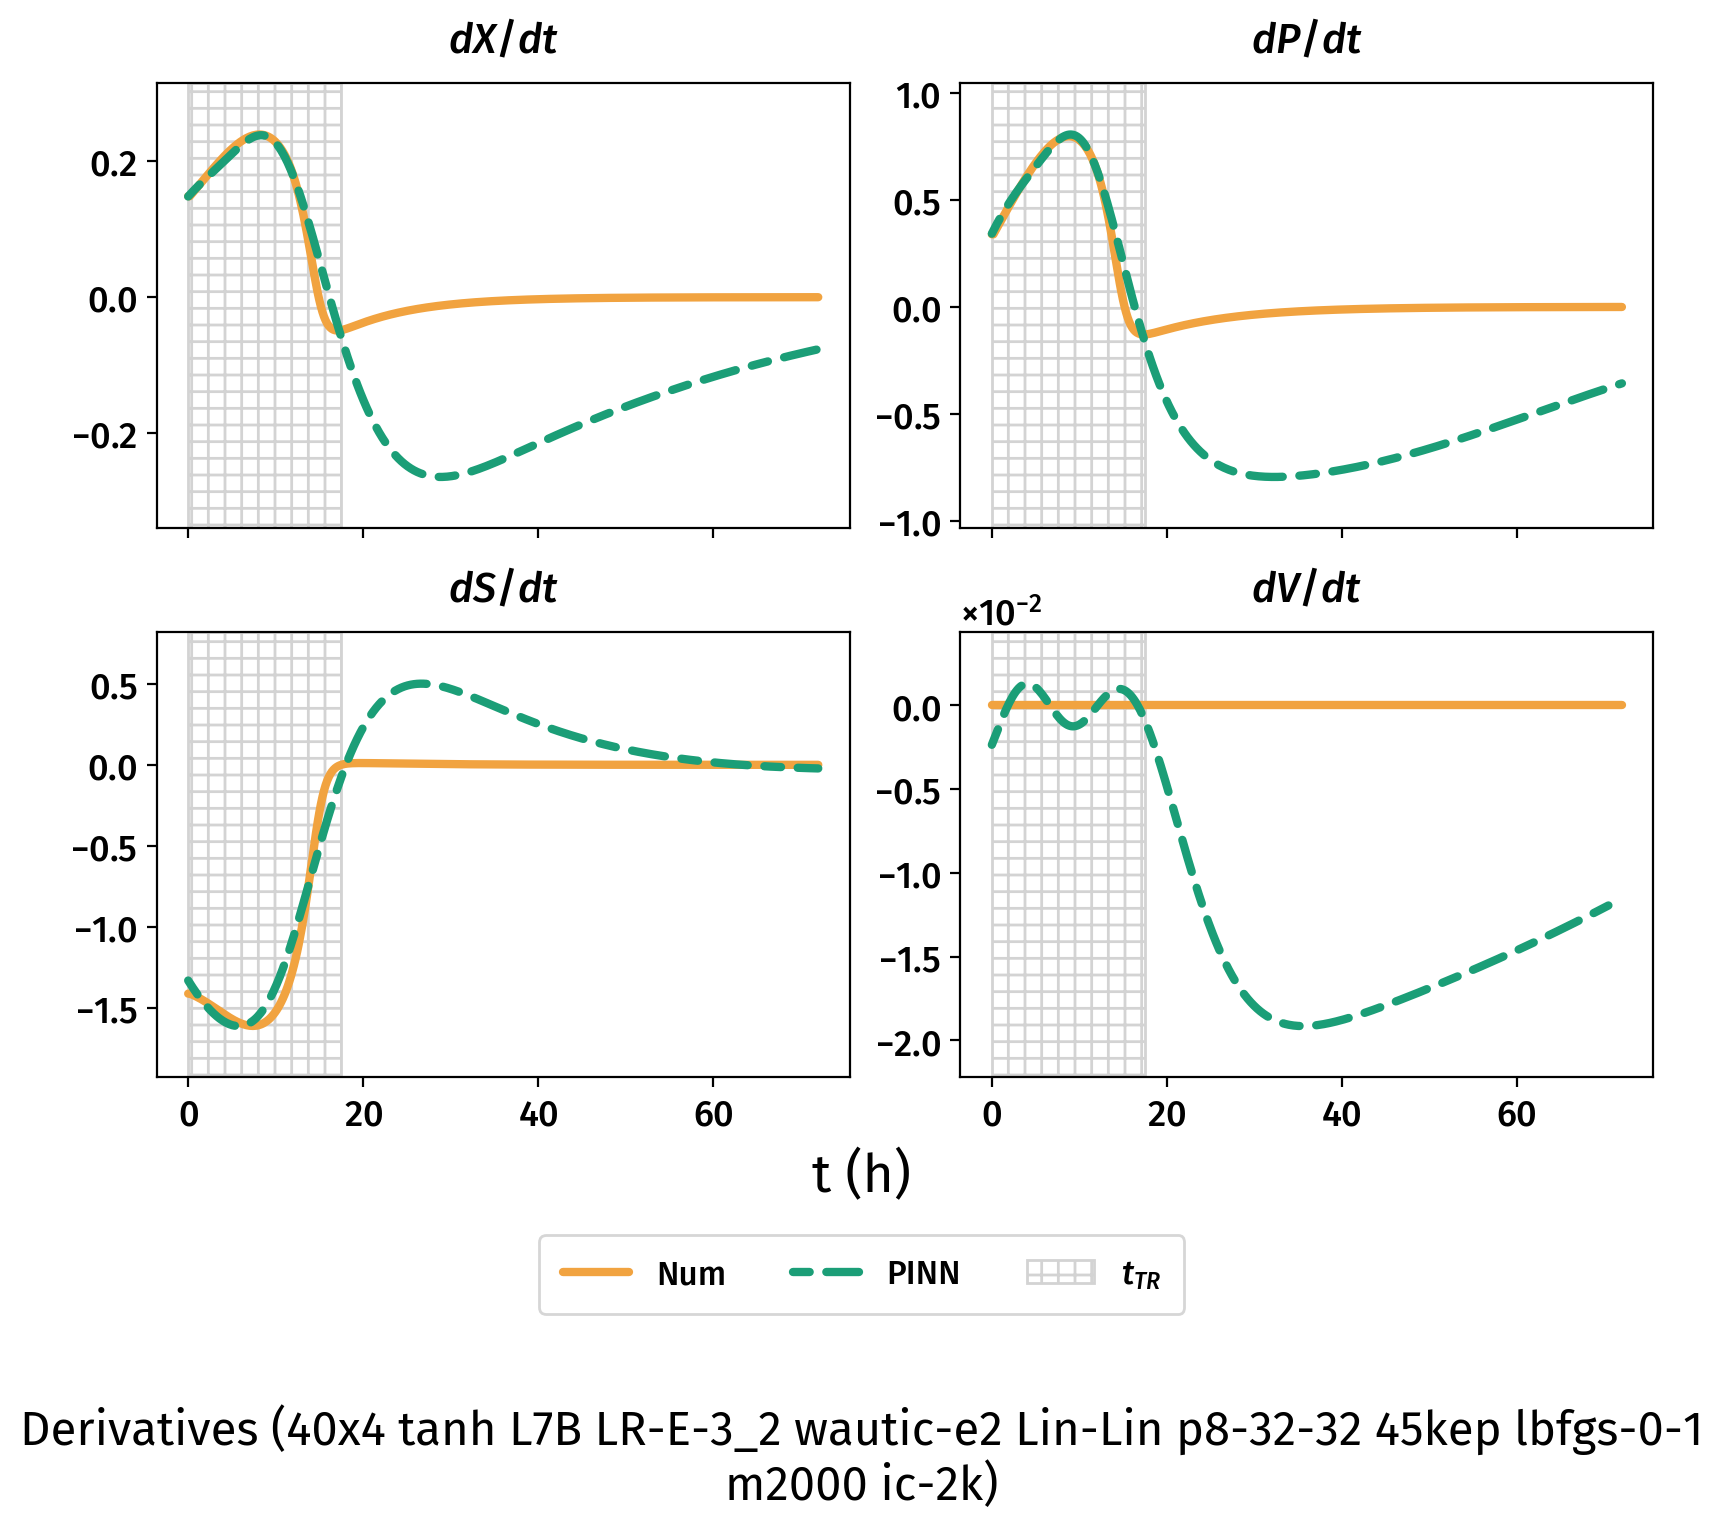 dX/dt
dP/dt
0.2
0.0
−0.2
1.0
0.5
0.0
−0.5
−1.0
dS/dt
dV/dt
×10⁻²
0.5
0.0
−0.5
−1.0
−1.5
0.0
−0.5
−1.0
−1.5
−2.0
0 20 40 60
0 20 40 60
t (h)
Num PINN t_TR
Derivatives (40x4 tanh L7B LR-E-3_2 wautic-e2 Lin-Lin p8-32-32 45kep lbfgs-0-1
m2000 ic-2k)